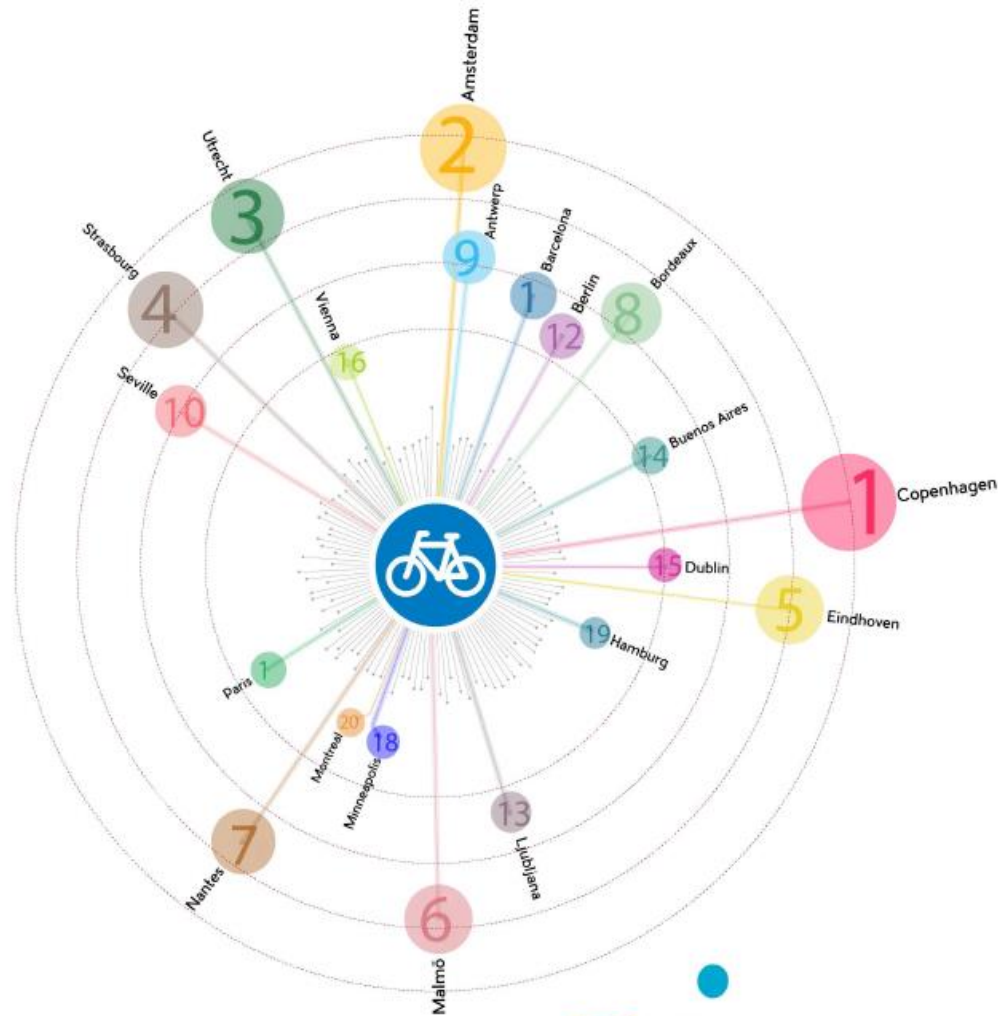 Amsterdam
2
Utrecht
3
Antwerp
9
Barcelona
1
Strasbourg
4
Berlin
12
Bordeaux
8
Vienna
16
Seville
10
Buenos Aires
14
1
Copenhagen
15
Dublin
5
Eindhoven
19
Hamburg
Paris
1
20
Montreal
18
Minneapolis
13
Ljubljana
7
Nantes
6
Malmö